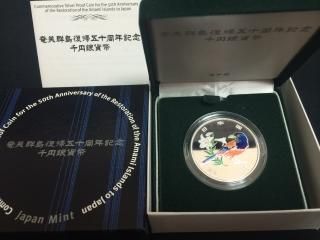 Commemorative Silver Proof Coin for the 50th Anniversary
of the Restoration of the Amami Islands to Japan
奄美群島復帰五十周年記念
千円銀貨幣
奄美群島復帰五十周年記念
千円銀貨幣
for the 50th Anniversary of the Restoration of the Amami Islands to Japan
Japan Mint
日本国